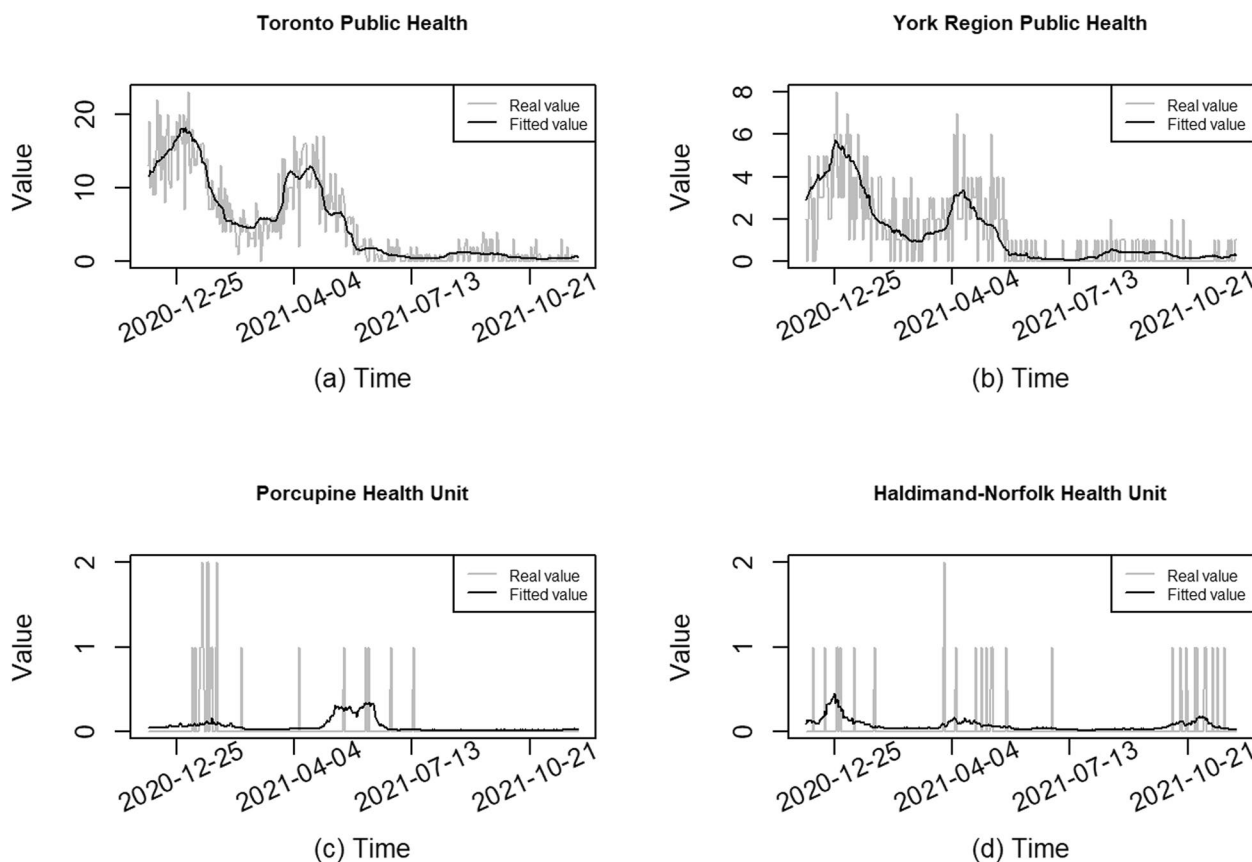 Toronto Public Health
Value
20
10
0
Real value
Fitted value
2020-12-25
2021-04-04
2021-07-13
2021-10-21
(a) Time
York Region Public Health
Value
8
6
4
2
0
Real value
Fitted value
2020-12-25
2021-04-04
2021-07-13
2021-10-21
(b) Time
Porcupine Health Unit
Value
2
1
0
Real value
Fitted value
2020-12-25
2021-04-04
2021-07-13
2021-10-21
(c) Time
Haldimand-Norfolk Health Unit
Value
2
1
0
Real value
Fitted value
2020-12-25
2021-04-04
2021-07-13
2021-10-21
(d) Time